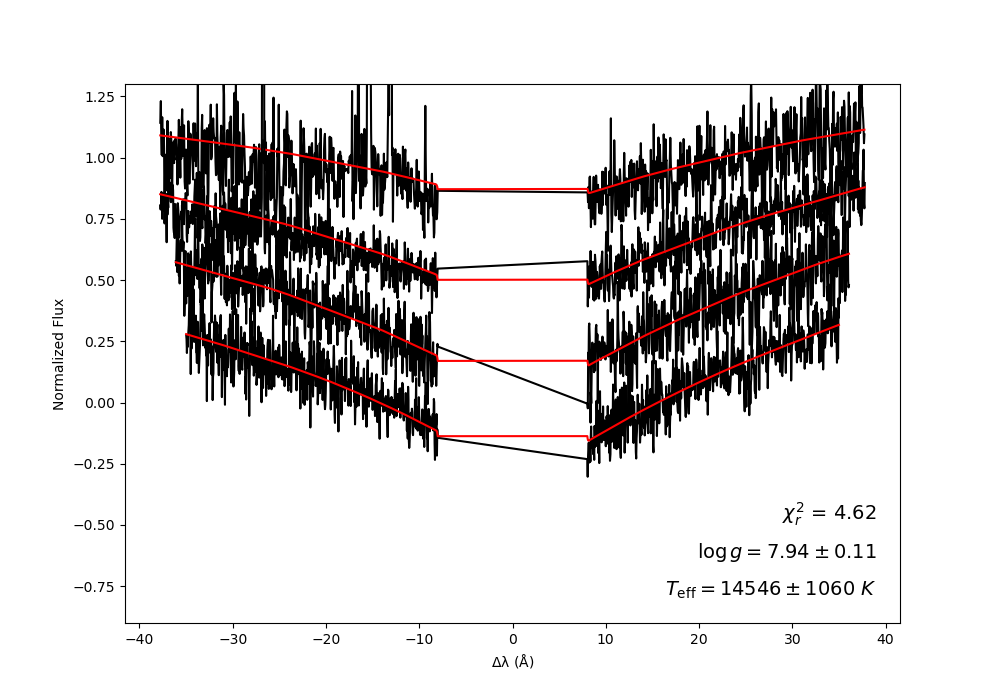 1.25
1.00
0.75
0.50
0.25
0.00
−0.25
−0.50
−0.75
Normalized Flux
χ²ᵣ = 4.62
log g = 7.94 ± 0.11
T_eff = 14546 ± 1060 K
−40 −30 −20 −10 0 10 20 30 40
Δλ (Å)